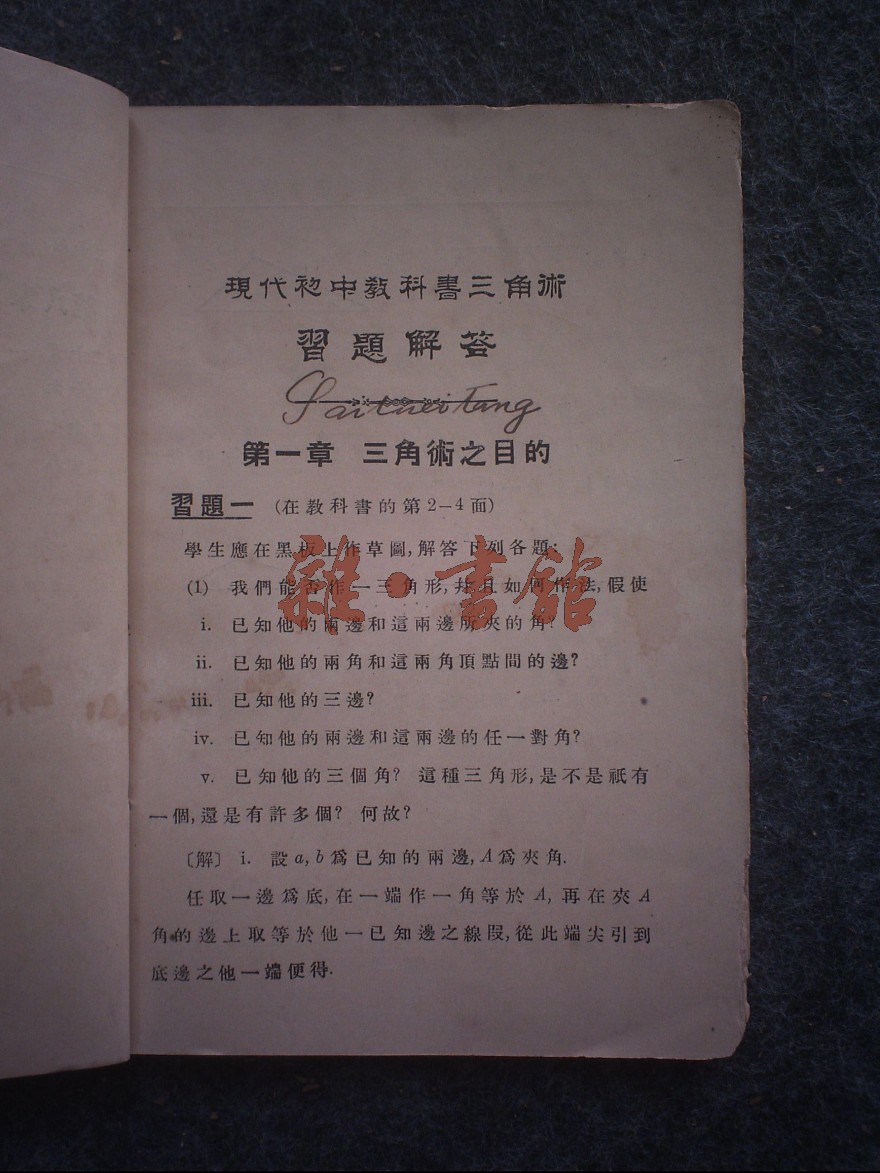 現代初中教科書三角術
習題解答
第一章 三角術之目的
習題一 (在教科書的第2—4面)
學生應在黑板上作草圖,解答下列各題:
(1) 我們能否作一三角形,并且如何作法,假使
i. 已知他的兩邊和這兩邊所夾的角?
ii. 已知他的兩角和這兩角頂點間的邊?
iii. 已知他的三邊?
iv. 已知他的兩邊和這兩邊的任一對角?
v. 已知他的三個角? 這種三角形,是不是祇有
一個,還是有許多個? 何故?
〔解〕 i. 設a,b爲已知的兩邊,A爲夾角.
任取一邊爲底,在一端作一角等於A,再在夾A
角的邊上取等於他一已知邊之線段,從此端尖引到
底邊之他一端便得.
雜·書館